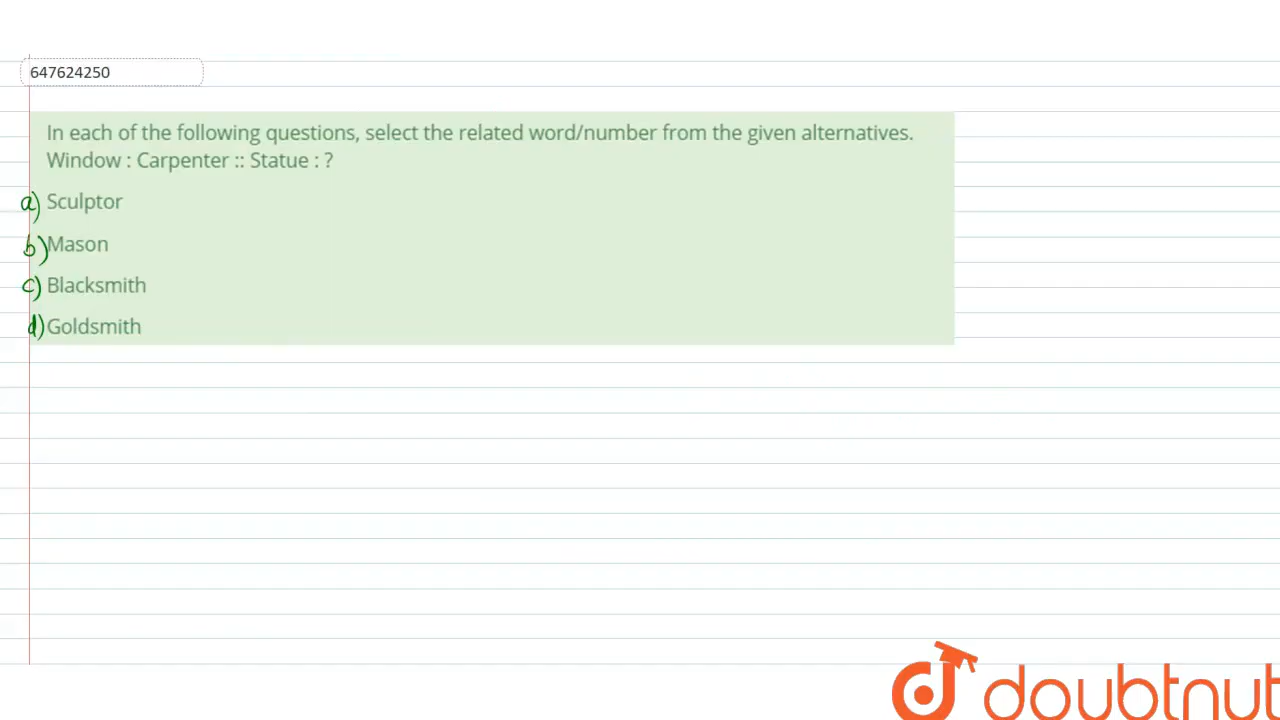 647624250
In each of the following questions, select the related word/number from the given alternatives.
Window : Carpenter :: Statue : ?
a) Sculptor
b) Mason
c) Blacksmith
d) Goldsmith
doubtnut